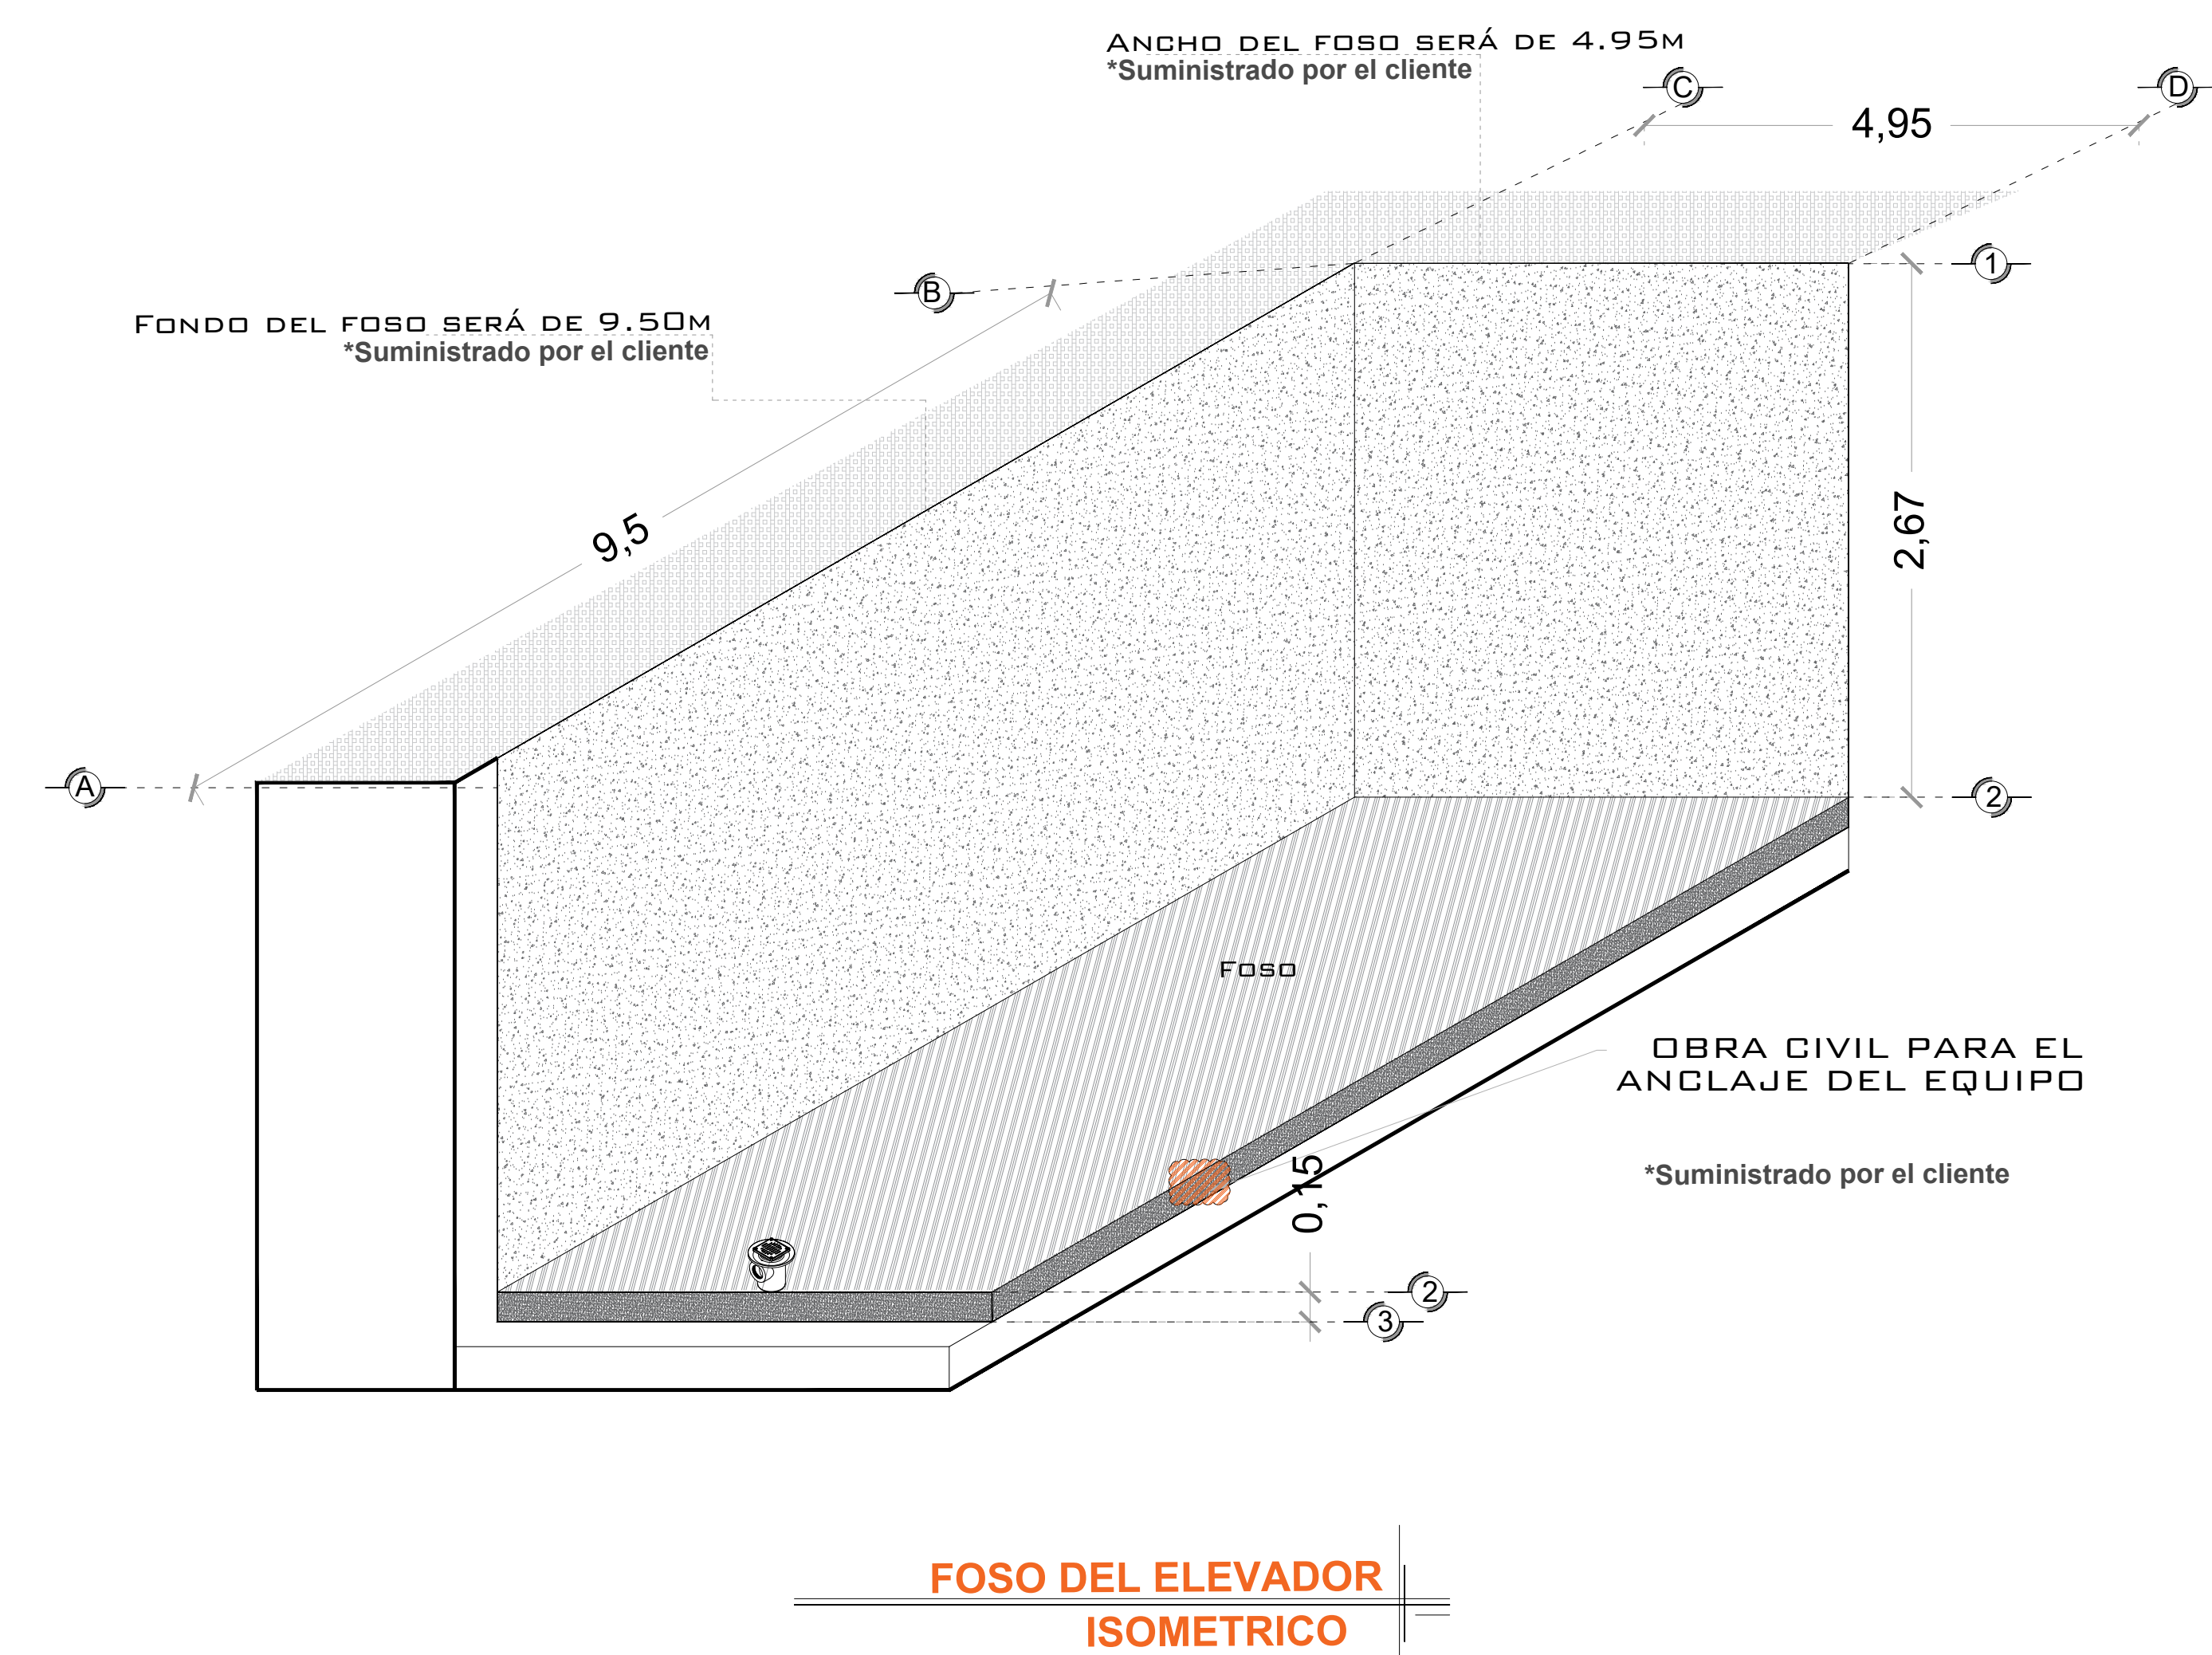 ANCHO DEL FOSO SERÁ DE 4.95M
*Suministrado por el cliente
C
D
4,95
B
1
FONDO DEL FOSO SERÁ DE 9.50M
*Suministrado por el cliente
9,5
2,67
A
2
FOSO
OBRA CIVIL PARA EL
ANCLAJE DEL EQUIPO
*Suministrado por el cliente
0,15
2
3
FOSO DEL ELEVADOR
ISOMETRICO